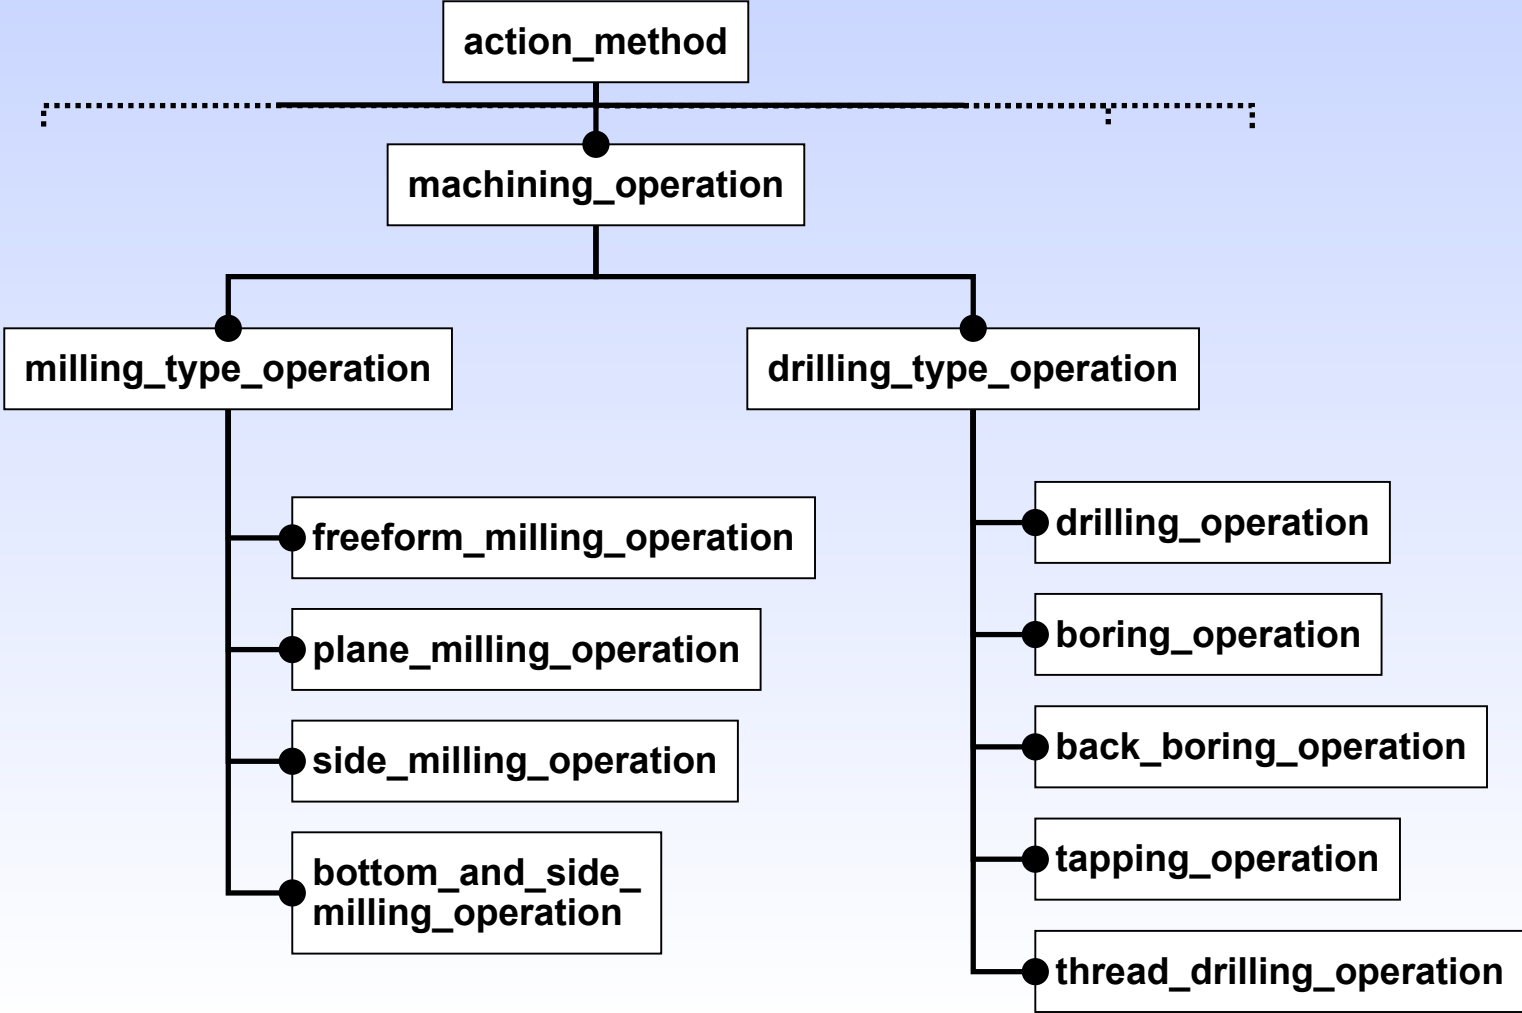 action_method
machining_operation
milling_type_operation
drilling_type_operation
freeform_milling_operation
plane_milling_operation
side_milling_operation
bottom_and_side_
milling_operation
drilling_operation
boring_operation
back_boring_operation
tapping_operation
thread_drilling_operation